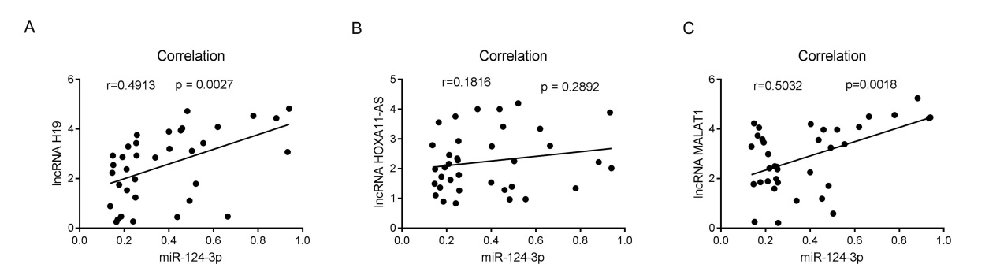 A
Correlation
r=0.4913 p = 0.0027
6
4
2
0
0.0 0.2 0.4 0.6 0.8 1.0
lncRNA H19
miR-124-3p
B
Correlation
r=0.1816 p = 0.2892
5
4
3
2
1
0
0.0 0.2 0.4 0.6 0.8 1.0
lncRNA HOXA11-AS
miR-124-3p
C
Correlation
r=0.5032 p=0.0018
6
4
2
0
0.0 0.2 0.4 0.6 0.8 1.0
lncRNA MALAT1
miR-124-3p